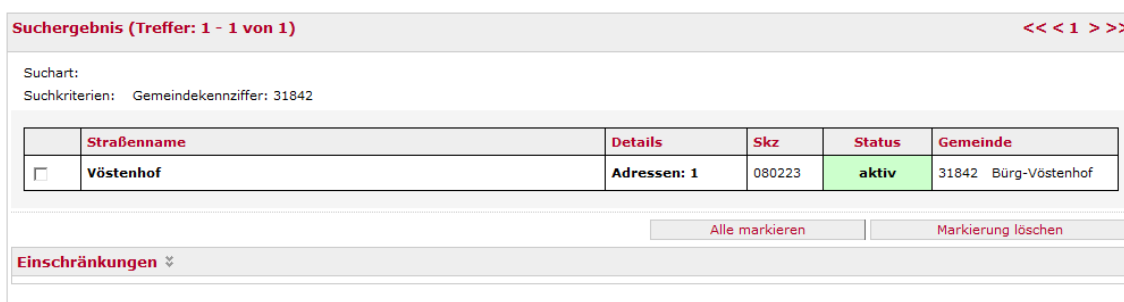 Suchergebnis (Treffer: 1 - 1 von 1) << < 1 > >>
Suchart:
Suchkriterien: Gemeindekennziffer: 31842
Straßenname Details Skz Status Gemeinde
Vöstenhof Adressen: 1 080223 aktiv 31842 Bürg-Vöstenhof
Alle markieren Markierung löschen
Einschränkungen